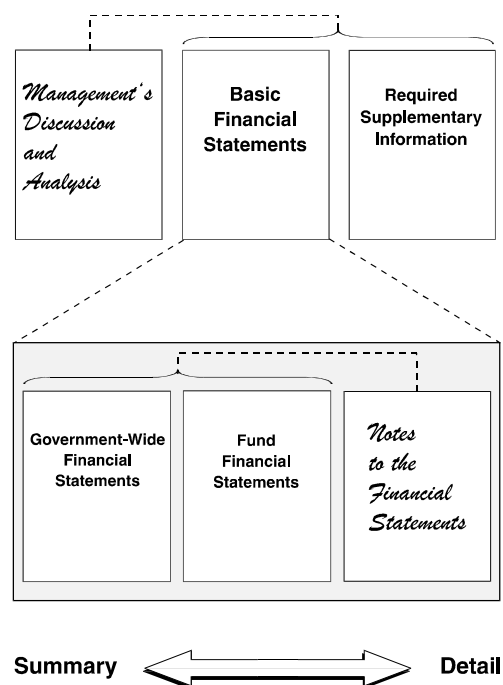 Management's
Discussion
and
Analysis
Basic
Financial
Statements
Required
Supplementary
Information
Government-Wide
Financial
Statements
Fund
Financial
Statements
Notes
to the
Financial
Statements
Summary
Detail